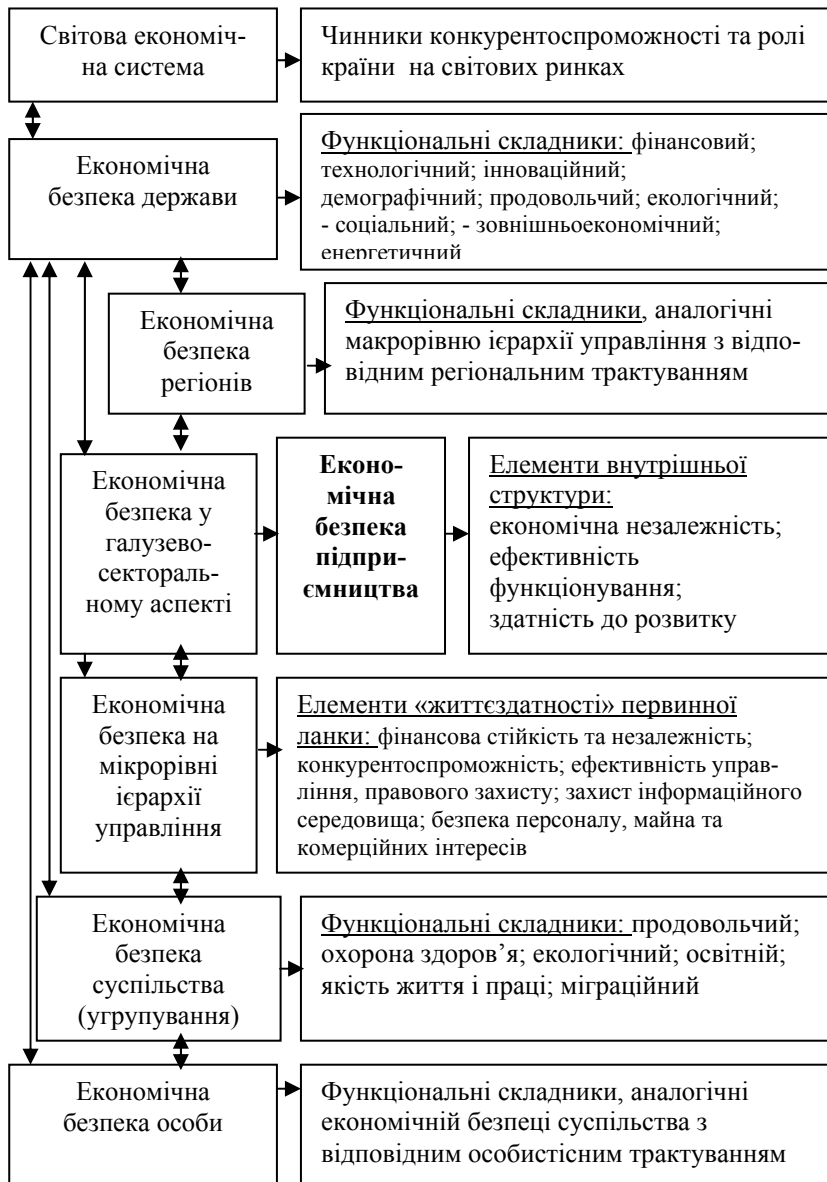 Світова економіч-
на система
Чинники конкурентоспроможності та ролі
країни на світових ринках
Економічна
безпека держави
Функціональні складники: фінансовий;
технологічний; інноваційний;
демографічний; продовольчий; екологічний;
- соціальний; - зовнішньоекономічний;
енергетичний
Економічна
безпека
регіонів
Функціональні складники, аналогічні
макрорівню ієрархії управління з відпо-
відним регіональним трактуванням
Економічна
безпека у
галузево-
сектораль-
ному аспекті
Еконо-
мічна
безпека
підпри-
ємництва
Елементи внутрішньої
структури:
економічна незалежність;
ефективність
функціонування;
здатність до розвитку
Економічна
безпека на
мікрорівні
ієрархії
управління
Елементи «життєздатності» первинної
ланки: фінансова стійкість та незалежність;
конкурентоспроможність; ефективність управ-
ління, правового захисту; захист інформаційного
середовища; безпека персоналу, майна та
комерційних інтересів
Економічна
безпека
суспільства
(угрупування)
Функціональні складники: продовольчий;
охорона здоров’я; екологічний; освітній;
якість життя і праці; міграційний
Економічна
безпека особи
Функціональні складники, аналогічні
економічній безпеці суспільства з
відповідним особистісним трактуванням